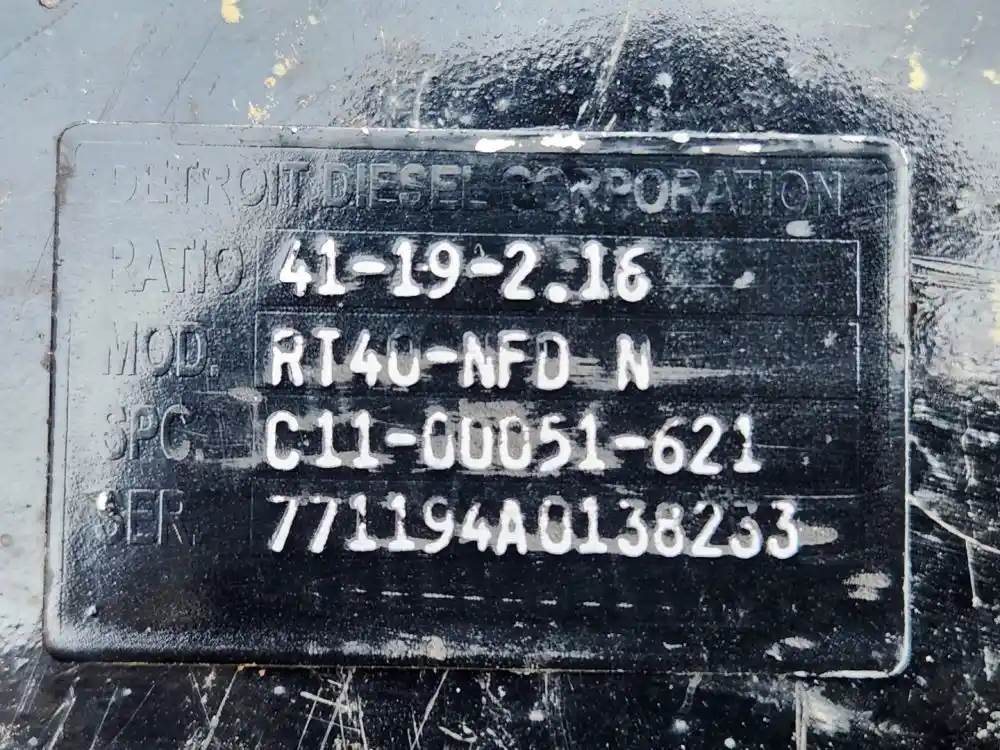 DETROIT DIESEL CORPORATION
RATIO 41-19-2.16
MOD. RT40-NFD N
SPC. C11-00051-621
SER. 771194A0138233